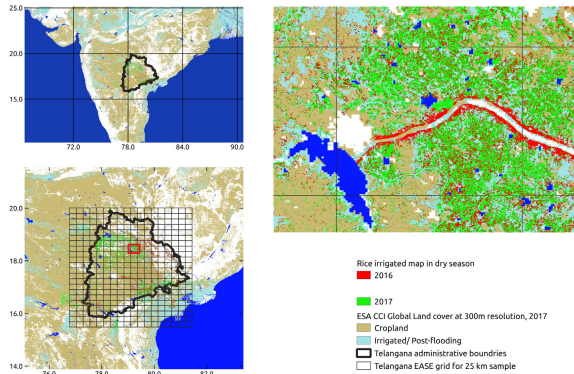 25.0
20.0
15.0
72.0 78.0 84.0 90.0
20.0
18.0
16.0
14.0
76.0 78.0 80.0 82.0
Rice irrigated map in dry season
2016
2017
ESA CCI Global Land cover at 300m resolution, 2017
Cropland
Irrigated/ Post-flooding
Telangana administrative boundries
Telangana EASE grid for 25 km sample